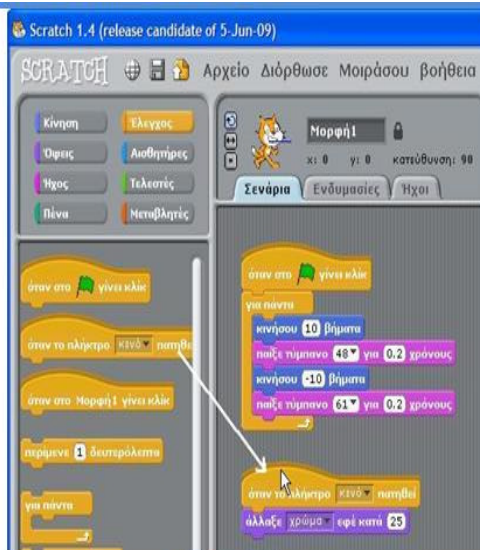 Scratch 1.4 (release candidate of 5-Jun-09)
SCRATCH Αρχείο Διόρθωσε Μοιράσου βοήθεια
Κίνηση Έλεγχος
Όψεις Αισθητήρες
Ήχος Τελεστές
Πένα Μεταβλητές
Μορφή1
x: 0 y: 0 κατεύθυνση: 90
Σενάρια Ενδυμασίες Ήχοι
όταν στο γίνει κλικ
όταν το πλήκτρο κενό πατηθε
όταν στο Μορφή1 γίνει κλικ
περίμενε 1 δευτερόλεπτα
για πάντα
όταν στο γίνει κλικ
για πάντα
κινήσου 10 βήματα
παίξε τύμπανο 48 για 0.2 χρόνους
κινήσου -10 βήματα
παίξε τύμπανο 61 για 0.2 χρόνους
όταν το πλήκτρο κενό πατηθεί
άλλαξε χρώμα εφέ κατά 25